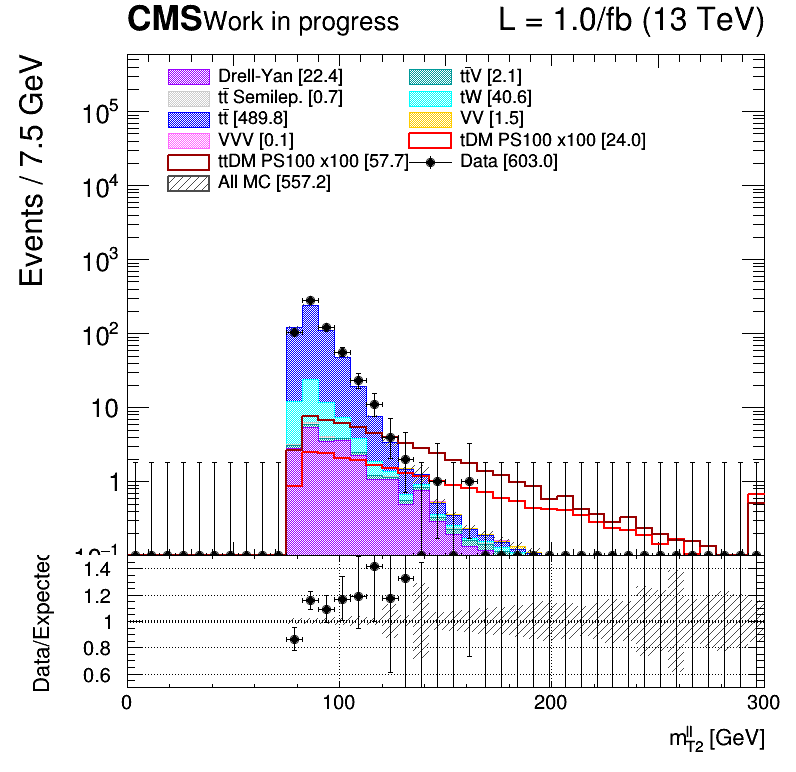 CMS Work in progress L = 1.0/fb (13 TeV)
Events / 7.5 GeV
10⁵
10⁴
10³
10²
10
1
10⁻¹
Drell-Yan [22.4] tt̄V [2.1]
tt̄ Semilep. [0.7] tW [40.6]
tt̄ [489.8] VV [1.5]
VVV [0.1] tDM PS100 x100 [24.0]
ttDM PS100 x100 [57.7] Data [603.0]
All MC [557.2]
Data/Expected
1.4
1.2
1
0.8
0.6
0 100 200 300
m_T2^ll [GeV]